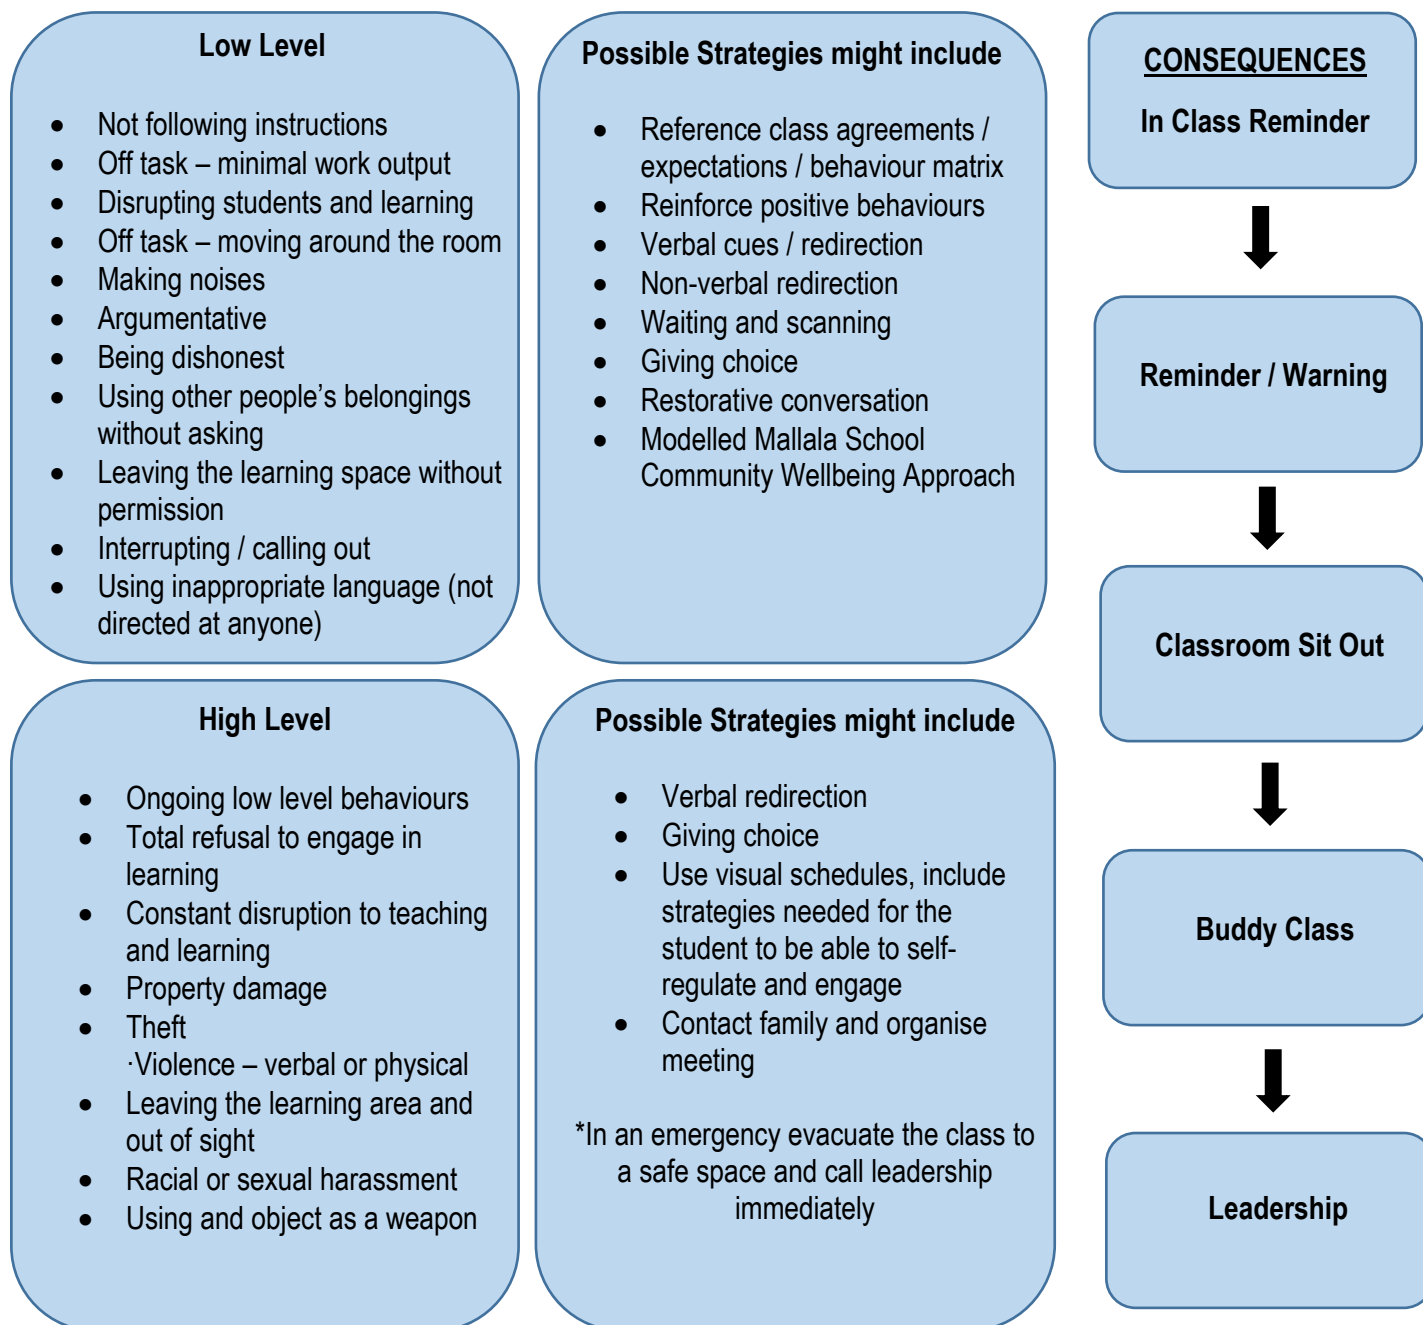 Low Level
• Not following instructions
• Off task – minimal work output
• Disrupting students and learning
• Off task – moving around the room
• Making noises
• Argumentative
• Being dishonest
• Using other people’s belongings
without asking
• Leaving the learning space without
permission
• Interrupting / calling out
• Using inappropriate language (not
directed at anyone)
Possible Strategies might include
• Reference class agreements /
expectations / behaviour matrix
• Reinforce positive behaviours
• Verbal cues / redirection
• Non-verbal redirection
• Waiting and scanning
• Giving choice
• Restorative conversation
• Modelled Mallala School
Community Wellbeing Approach
High Level
• Ongoing low level behaviours
• Total refusal to engage in
learning
• Constant disruption to teaching
and learning
• Property damage
• Theft
·Violence – verbal or physical
• Leaving the learning area and
out of sight
• Racial or sexual harassment
• Using and object as a weapon
Possible Strategies might include
• Verbal redirection
• Giving choice
• Use visual schedules, include
strategies needed for the
student to be able to self-
regulate and engage
• Contact family and organise
meeting
*In an emergency evacuate the class to
a safe space and call leadership
immediately
CONSEQUENCES
In Class Reminder
Reminder / Warning
Classroom Sit Out
Buddy Class
Leadership